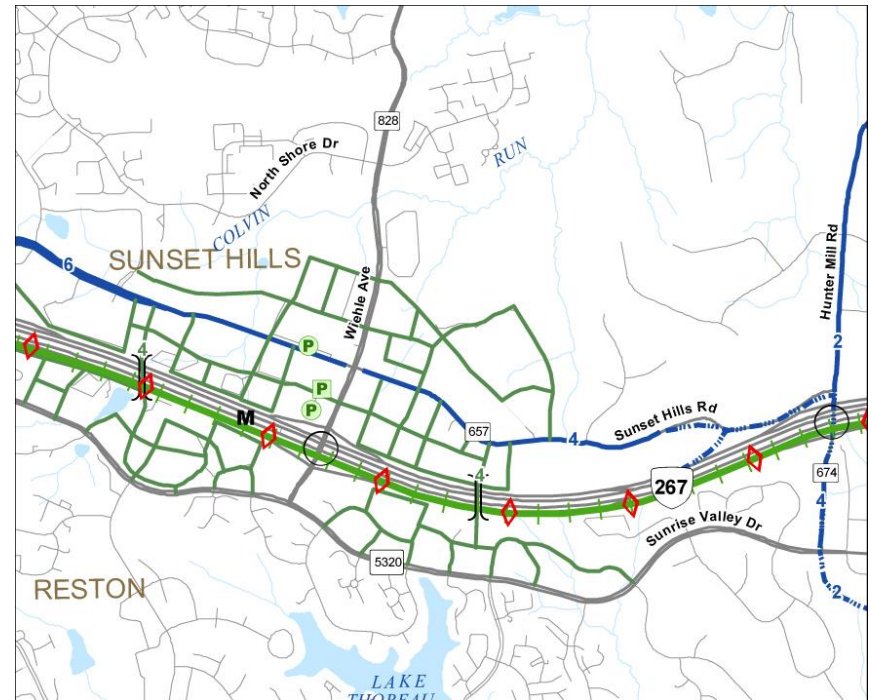 828
North Shore Dr
RUN
COLVIN
SUNSET HILLS
6
Hunter Mill Rd
Wiehle Ave
P
4
2
P
P
M
657
Sunset Hills Rd
4
4
267
674
4
Sunrise Valley Dr
5320
RESTON
2
LAKE
THOREAU